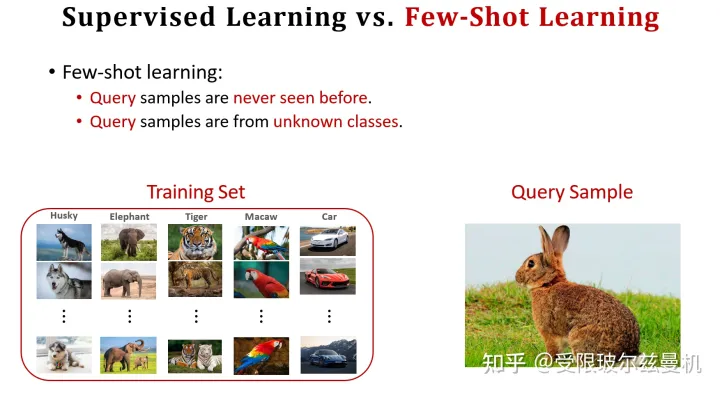 Supervised Learning vs. Few-Shot Learning
• Few-shot learning:
• Query samples are never seen before.
• Query samples are from unknown classes.
Training Set
Query Sample
Husky Elephant Tiger Macaw Car
知乎 @受限玻尔兹曼机